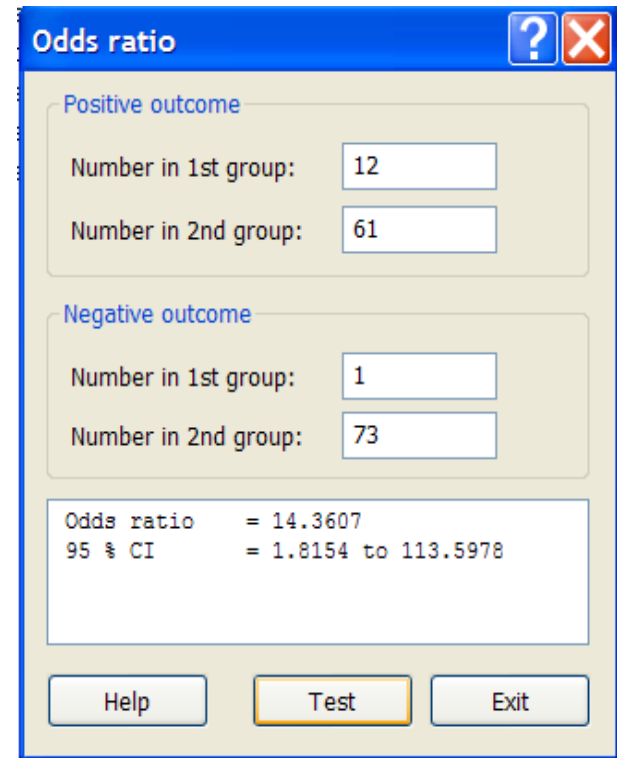 Odds ratio
Positive outcome
Number in 1st group: 12
Number in 2nd group: 61
Negative outcome
Number in 1st group: 1
Number in 2nd group: 73
Odds ratio = 14.3607
95 % CI = 1.8154 to 113.5978
Help Test Exit